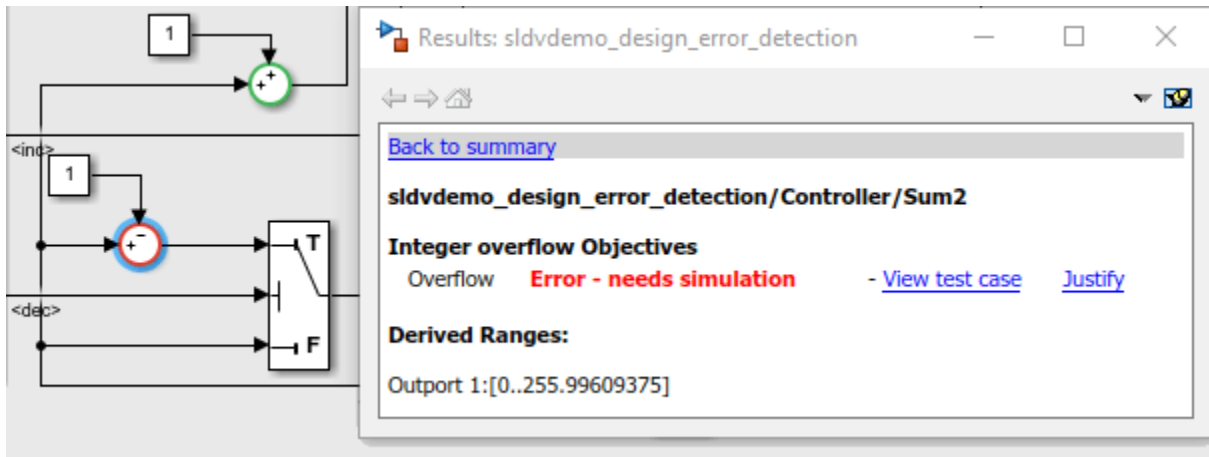 1
Results: sldvdemo_design_error_detection
+ +
Back to summary
<inc>
1
sldvdemo_design_error_detection/Controller/Sum2
+ −
T
Integer overflow Objectives
Overflow Error - needs simulation - View test case Justify
<dec>
F
Derived Ranges:
Outport 1:[0..255.99609375]